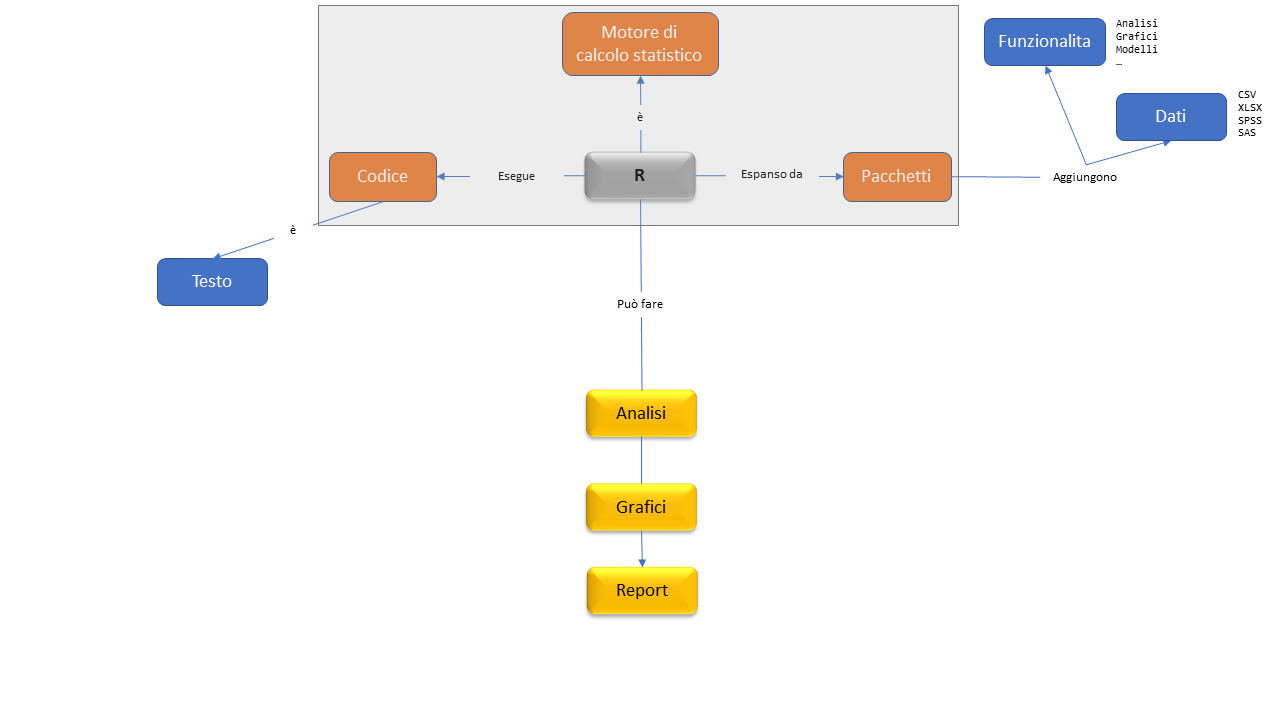 Motore di
calcolo statistico
Funzionalita
Analisi
Grafici
Modelli
…
Dati
CSV
XLSX
SPSS
SAS
è
Codice
Esegue
R
Espanso da
Pacchetti
Aggiungono
è
Testo
Può fare
Analisi
Grafici
Report